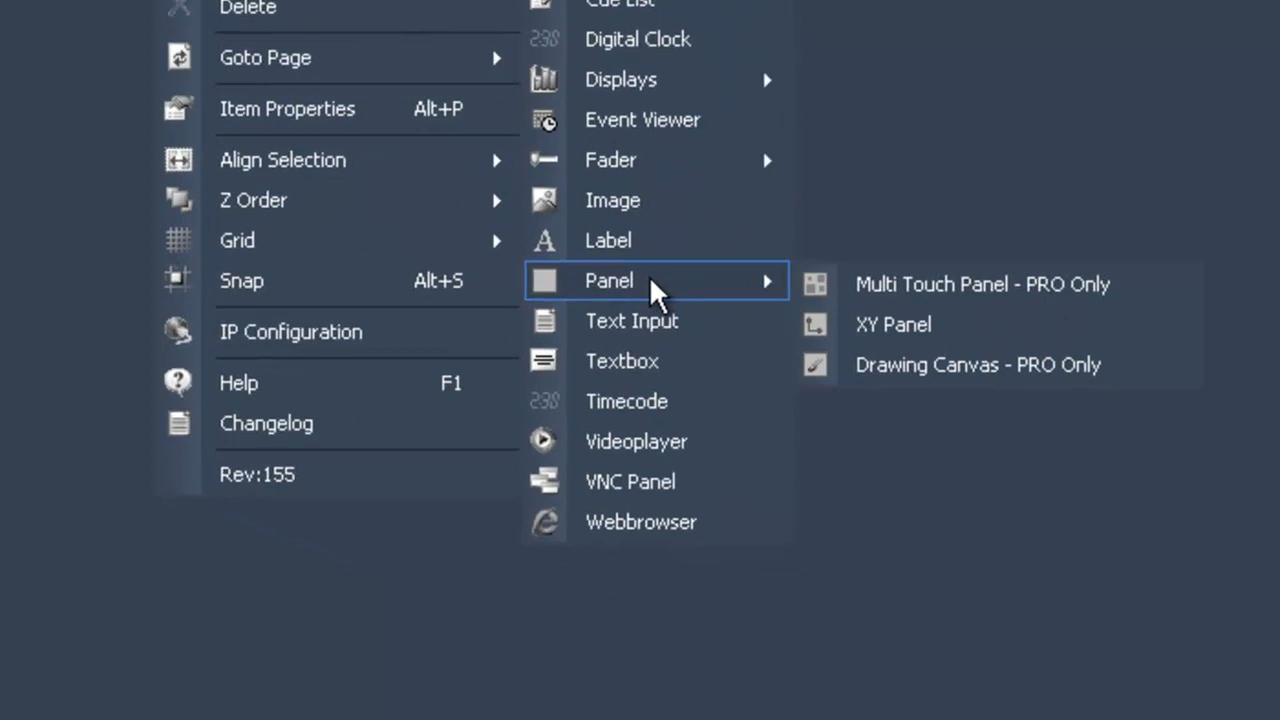 Delete
Goto Page
Item Properties Alt+P
Align Selection
Z Order
Grid
Snap Alt+S
IP Configuration
Help F1
Changelog
Rev:155
Cue List
Digital Clock
Displays
Event Viewer
Fader
Image
Label
Panel
Text Input
Textbox
Timecode
Videoplayer
VNC Panel
Webbrowser
Multi Touch Panel - PRO Only
XY Panel
Drawing Canvas - PRO Only